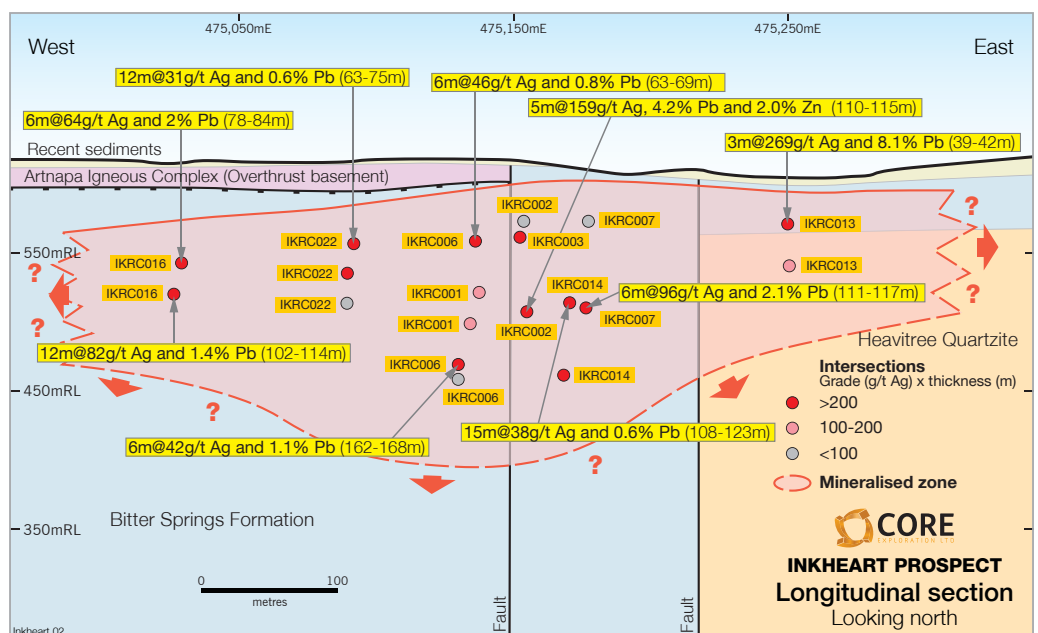 475,050mE
475,150mE
475,250mE
West
East
12m@31g/t Ag and 0.6% Pb (63-75m)
6m@46g/t Ag and 0.8% Pb (63-69m)
5m@159g/t Ag, 4.2% Pb and 2.0% Zn (110-115m)
6m@64g/t Ag and 2% Pb (78-84m)
3m@269g/t Ag and 8.1% Pb (39-42m)
Recent sediments
Artnapa Igneous Complex (Overthrust basement)
IKRC002
IKRC007
IKRC013
IKRC022
IKRC006
IKRC003
550mRL
IKRC016
IKRC013
IKRC022
IKRC014
IKRC016
IKRC022
IKRC001
6m@96g/t Ag and 2.1% Pb (111-117m)
IKRC001
IKRC002
IKRC007
Heavitree Quartzite
12m@82g/t Ag and 1.4% Pb (102-114m)
IKRC006
IKRC014
Intersections
Grade (g/t Ag) x thickness (m)
450mRL
IKRC006
>200
100-200
15m@38g/t Ag and 0.6% Pb (108-123m)
6m@42g/t Ag and 1.1% Pb (162-168m)
<100
Mineralised zone
?
?
?
?
?
?
350mRL
Bitter Springs Formation
CORE
EXPLORATION LTD
INKHEART PROSPECT
Longitudinal section
Looking north
0
100
metres
Fault
Fault
Inkheart 02